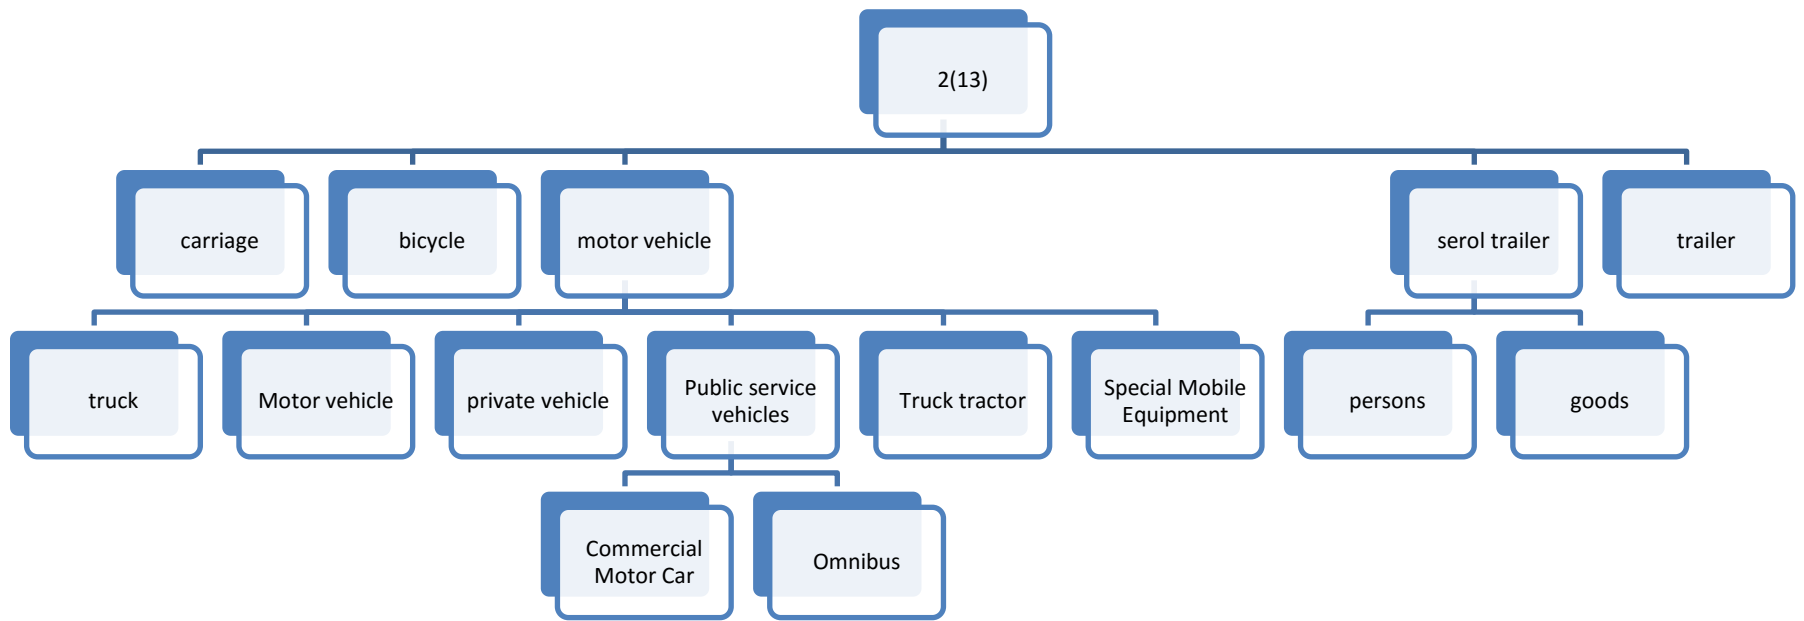 2(13)
carriage
bicycle
motor vehicle
serol trailer
trailer
truck
Motor vehicle
private vehicle
Public service
vehicles
Truck tractor
Special Mobile
Equipment
persons
goods
Commercial
Motor Car
Omnibus